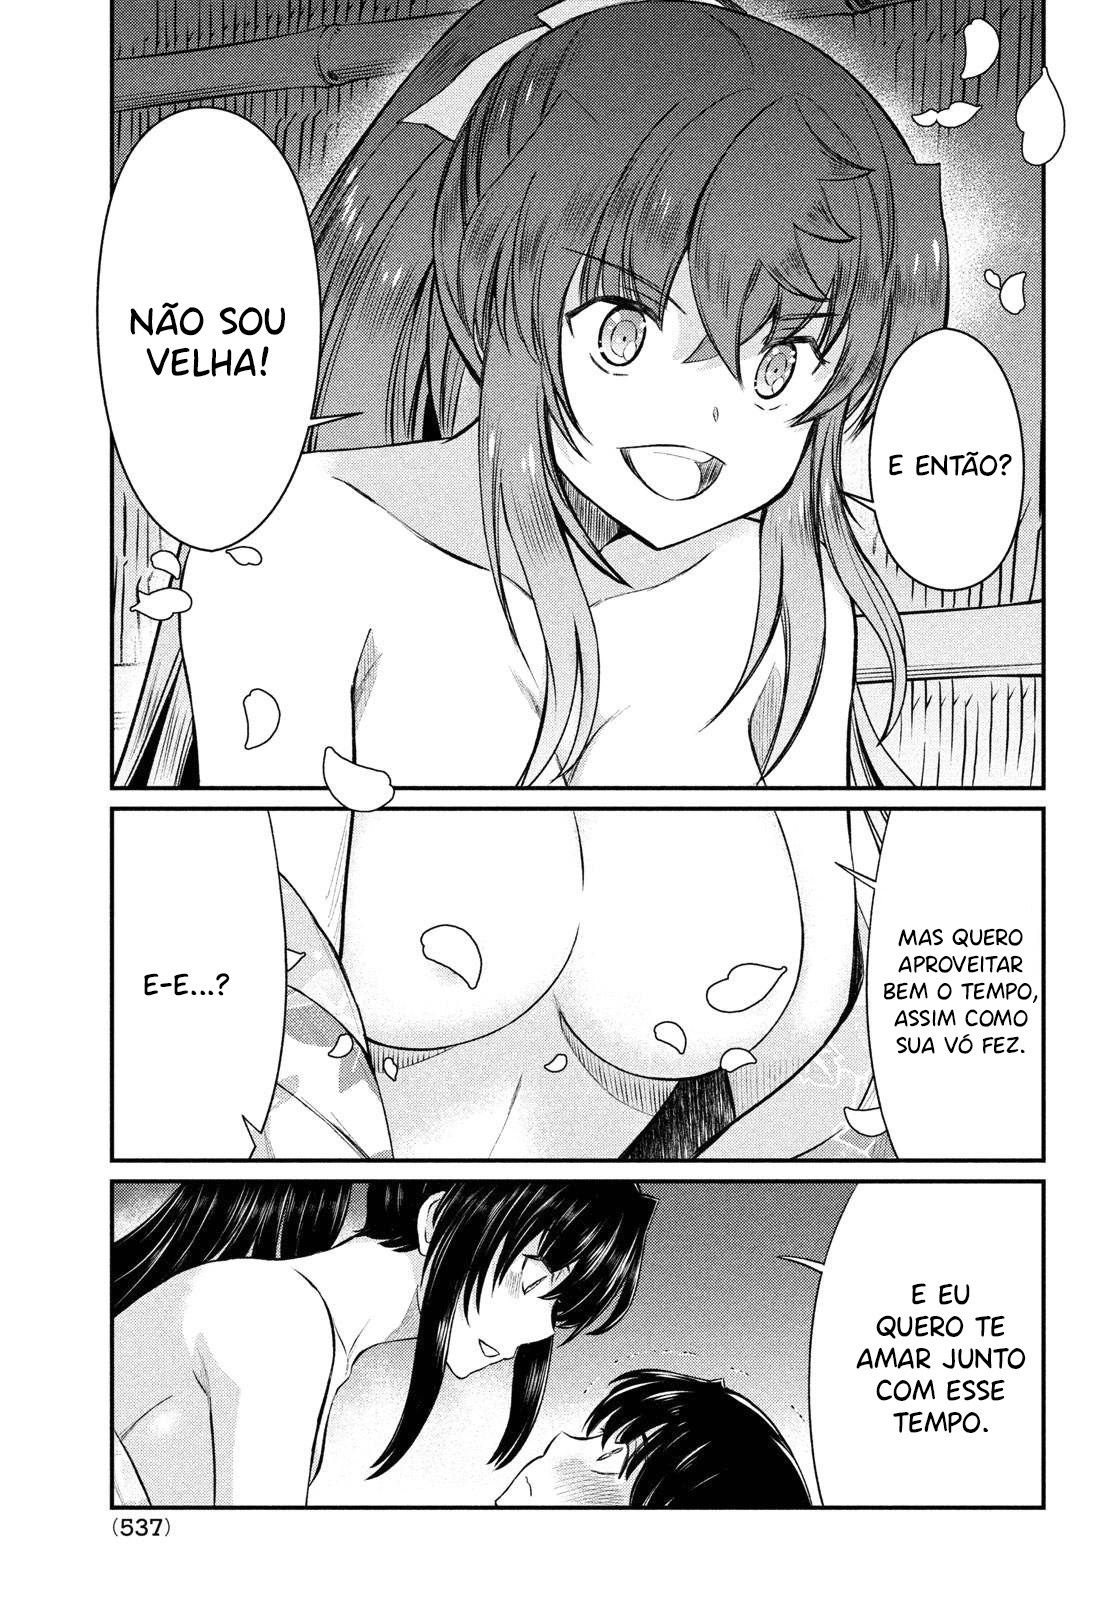 E ENTÃO?
NÃO SOU
VELHA!
MAS QUERO
APROVEITAR
BEM O TEMPO,
ASSIM COMO
SUA VÓ FEZ.
E-E...?
E EU
QUERO TE
AMAR JUNTO
COM ESSE
TEMPO.
(537)